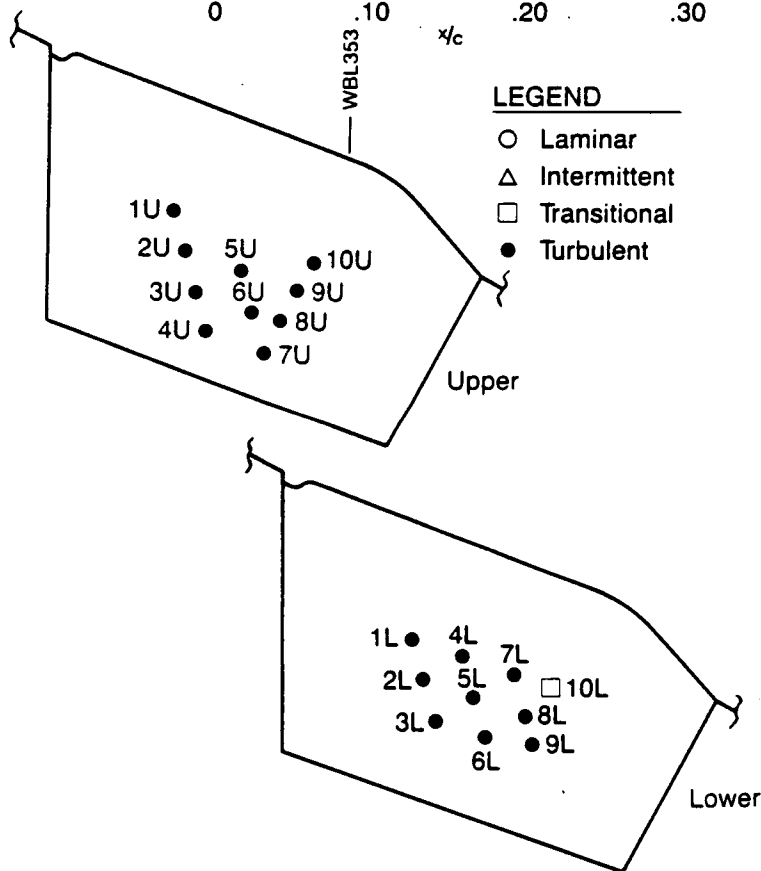 0 .10 .20 .30
x/c
WBL353
LEGEND
Laminar
Intermittent
Transitional
Turbulent
1U
2U 5U 10U
3U 6U 9U
4U 8U
7U
Upper
1L 4L 7L
2L 5L 10L
3L 8L
6L 9L
Lower